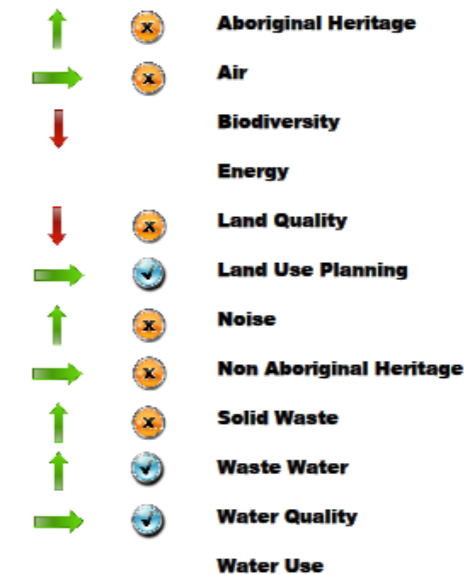 Aboriginal Heritage
Air
Biodiversity
Energy
Land Quality
Land Use Planning
Noise
Non Aboriginal Heritage
Solid Waste
Waste Water
Water Quality
Water Use